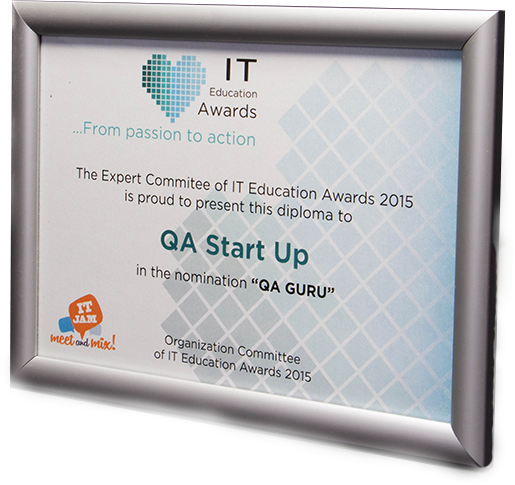 IT
Education
Awards
...From passion to action
The Expert Commitee of IT Education Awards 2015
is proud to present this diploma to
QA Start Up
in the nomination “QA GURU”
IT
JAM
meet and mix!
Organization Committee
of IT Education Awards 2015